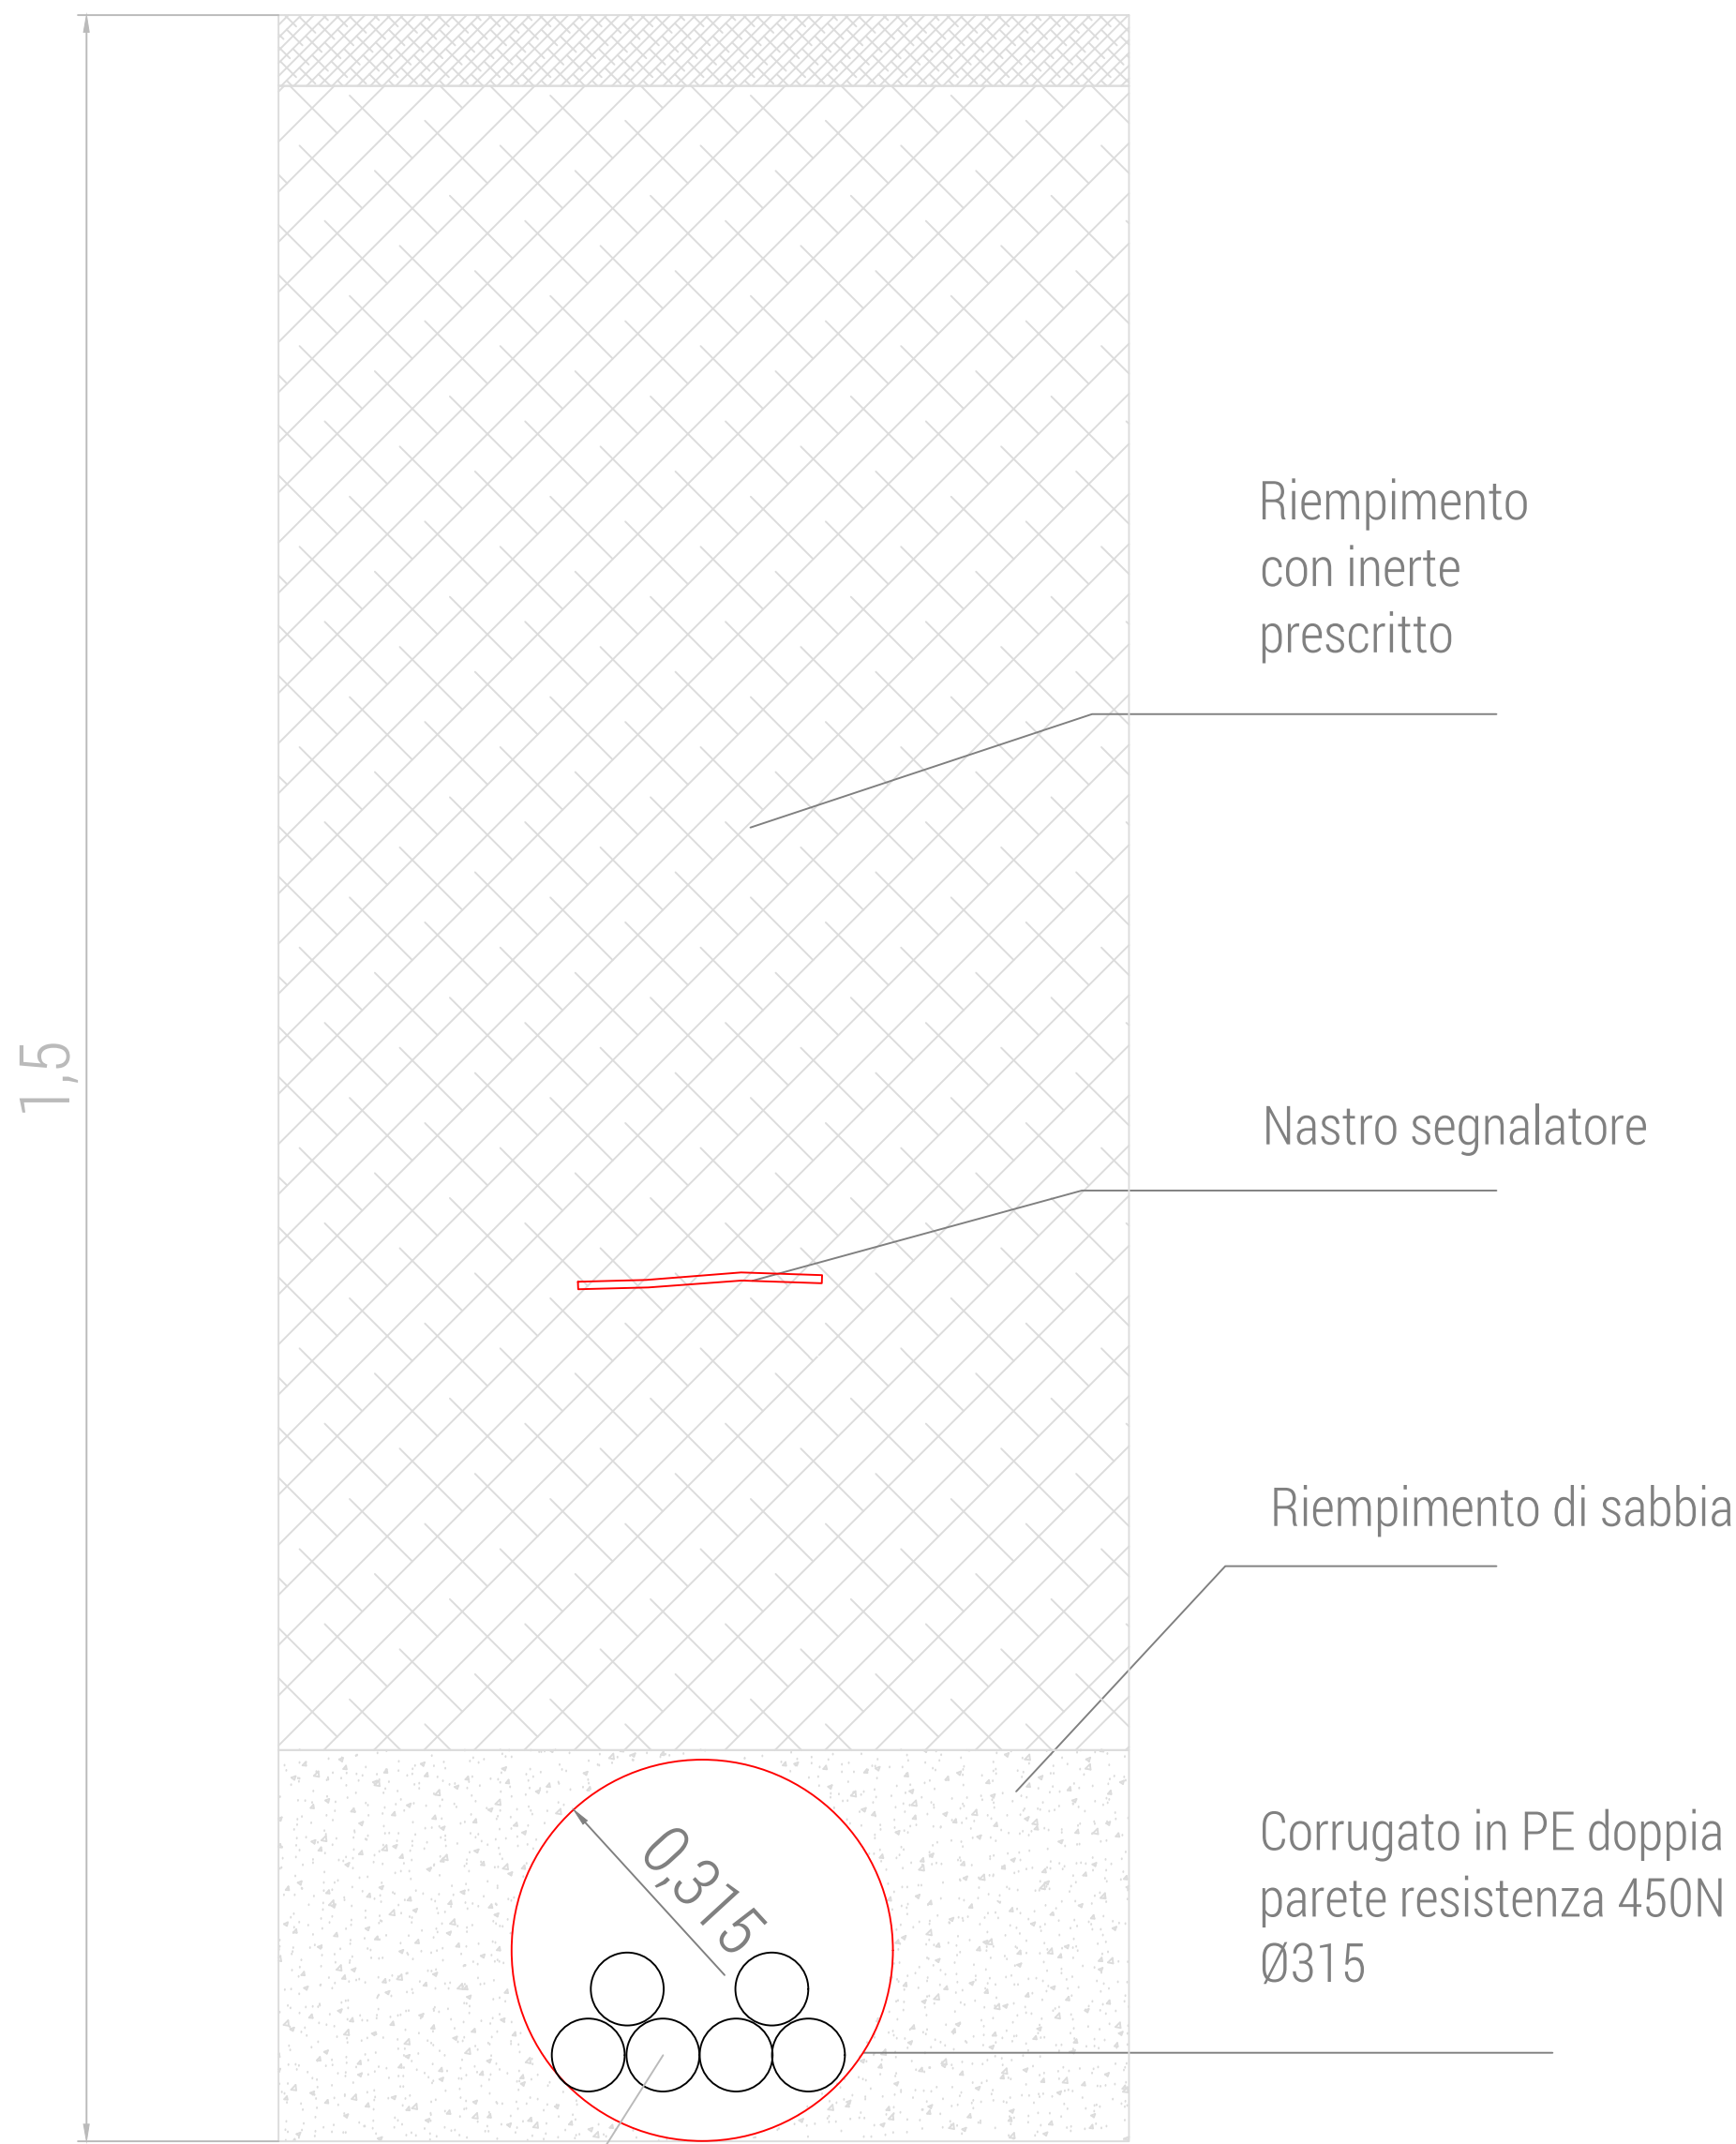 Riempimento
con inerte
prescritto
1,5
Nastro segnalatore
Riempimento di sabbia
Corrugato in PE doppia
parete resistenza 450N
Ø315
0,315